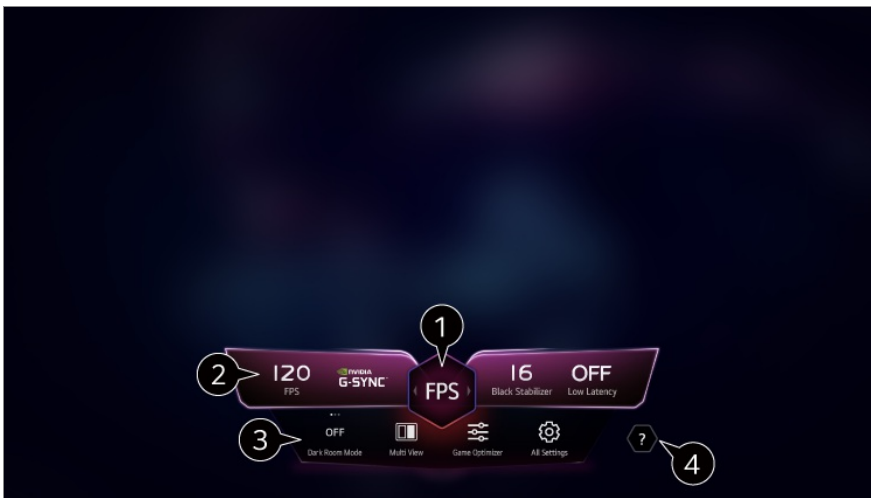 1
2
120
FPS
NVIDIA
G-SYNC
FPS
16
Black Stabilizer
OFF
Low Latency
3
OFF
Dark Room Mode
Multi View
Game Optimizer
All Settings
?
4